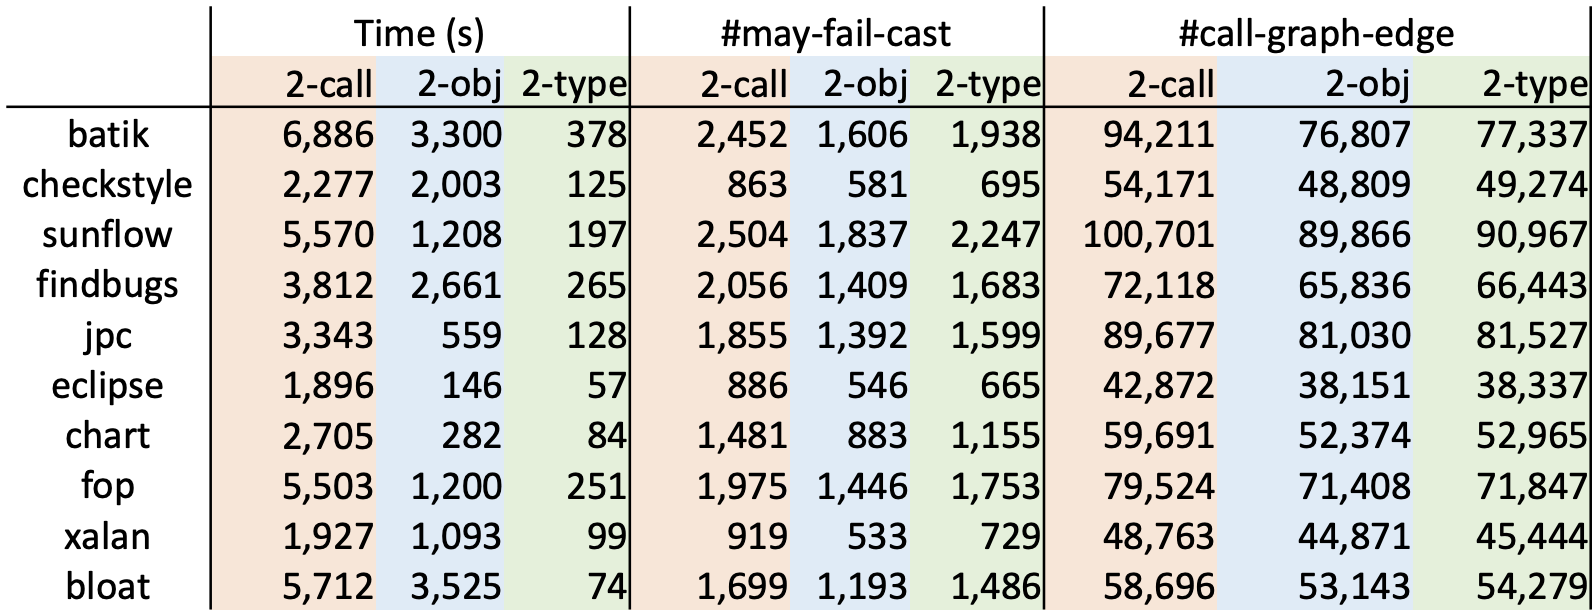 Time (s) #may-fail-cast #call-graph-edge
2-call 2-obj 2-type 2-call 2-obj 2-type 2-call 2-obj 2-type
batik 6,886 3,300 378 2,452 1,606 1,938 94,211 76,807 77,337
checkstyle 2,277 2,003 125 863 581 695 54,171 48,809 49,274
sunflow 5,570 1,208 197 2,504 1,837 2,247 100,701 89,866 90,967
findbugs 3,812 2,661 265 2,056 1,409 1,683 72,118 65,836 66,443
jpc 3,343 559 128 1,855 1,392 1,599 89,677 81,030 81,527
eclipse 1,896 146 57 886 546 665 42,872 38,151 38,337
chart 2,705 282 84 1,481 883 1,155 59,691 52,374 52,965
fop 5,503 1,200 251 1,975 1,446 1,753 79,524 71,408 71,847
xalan 1,927 1,093 99 919 533 729 48,763 44,871 45,444
bloat 5,712 3,525 74 1,699 1,193 1,486 58,696 53,143 54,279